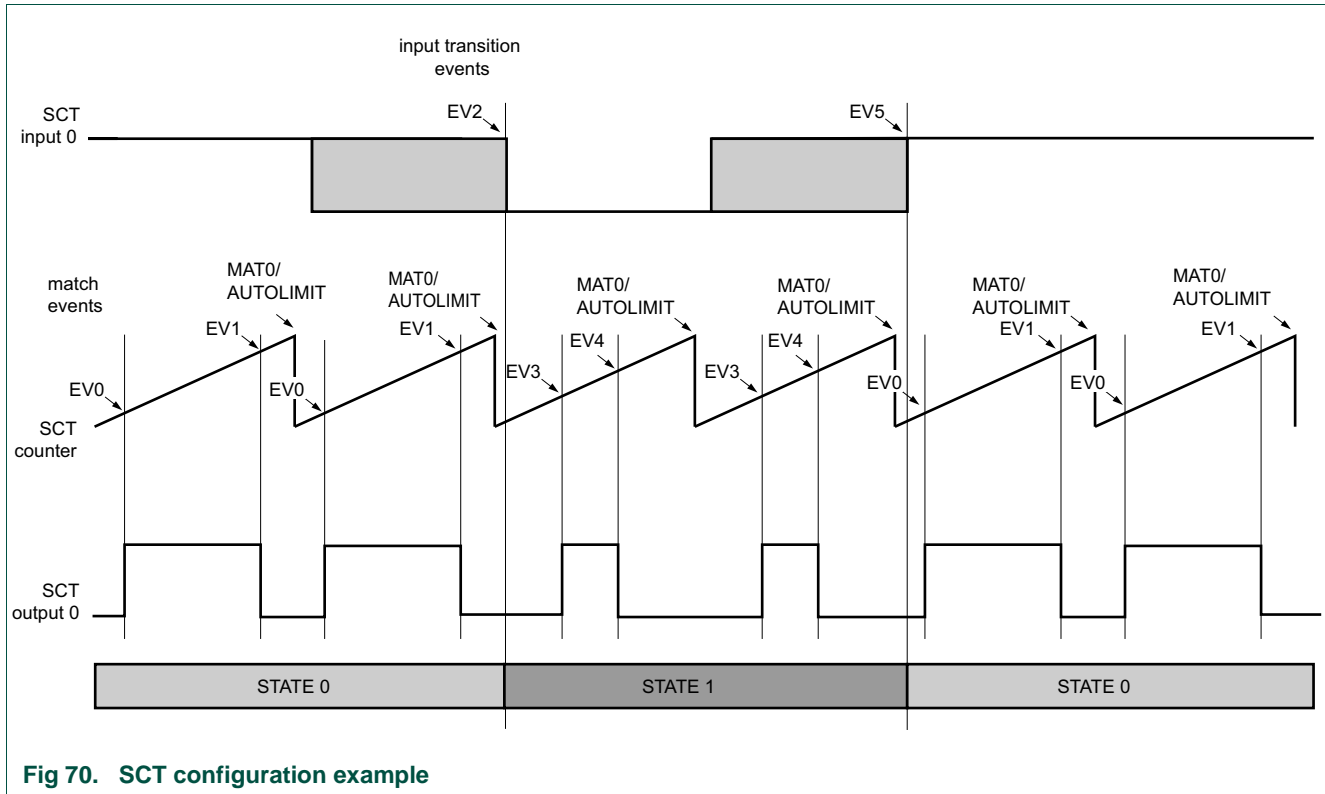 input transition
events
SCT
input 0
EV2
EV5
match
events
MAT0/
AUTOLIMIT
MAT0/
AUTOLIMIT
MAT0/
AUTOLIMIT
MAT0/
AUTOLIMIT
MAT0/
AUTOLIMIT
MAT0/
AUTOLIMIT
EV0
EV1
EV0
EV1
EV3
EV4
EV3
EV4
EV0
EV1
EV0
EV1
SCT
counter
SCT
output 0
STATE 0
STATE 1
STATE 0
Fig 70. SCT configuration example